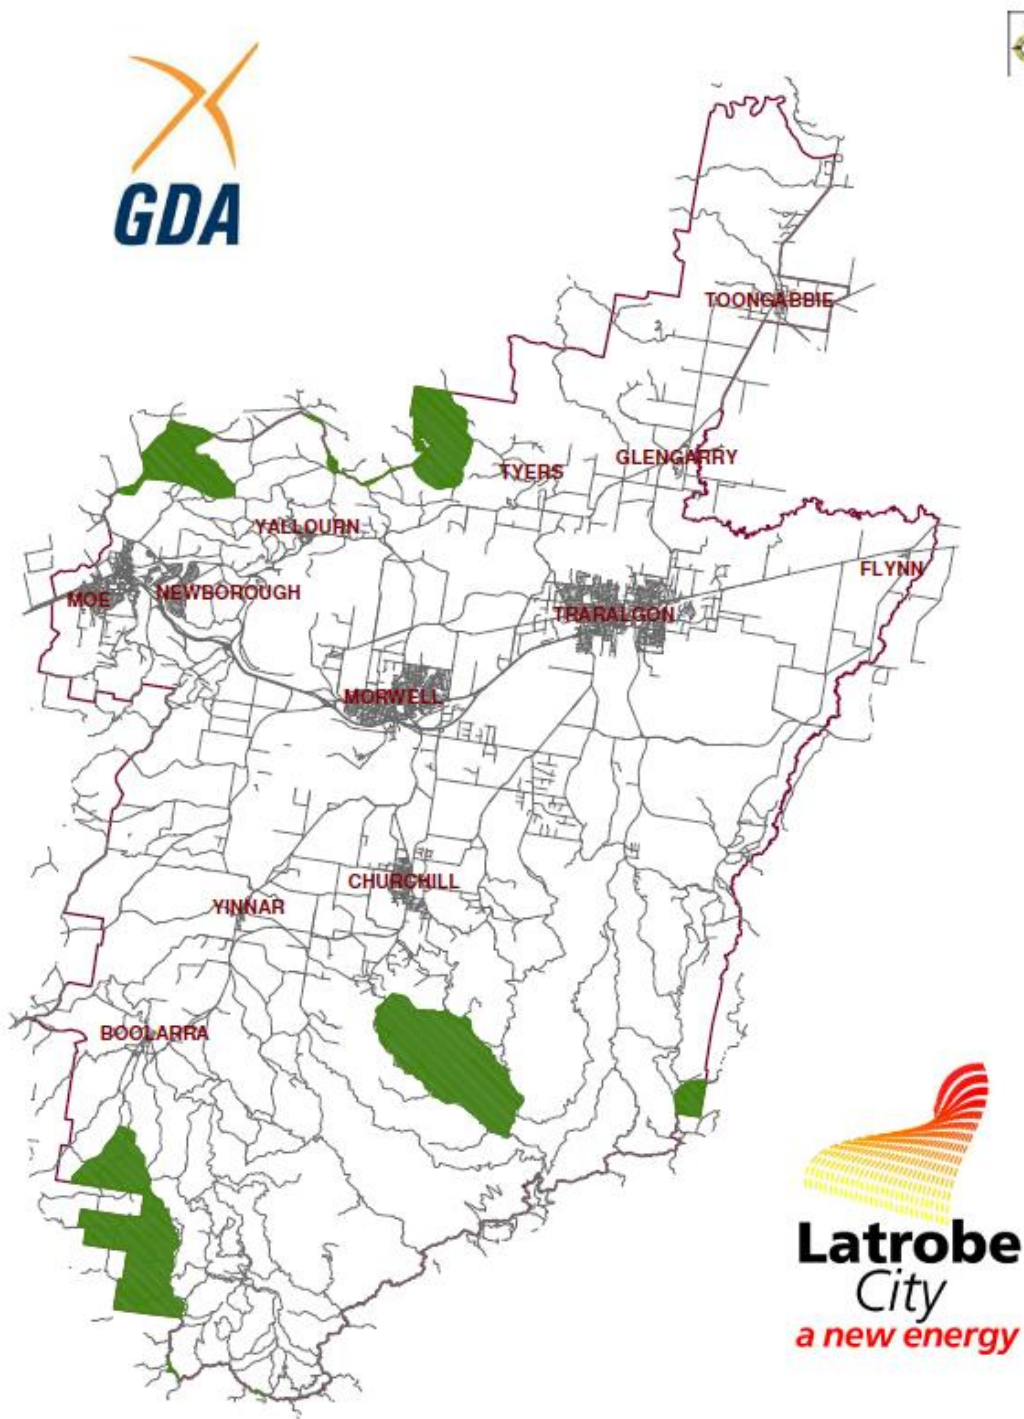 GDA
TOONGABBIE
GLENGARRY
TYERS
YALLOURN
FLYNN
MOE
NEWBOROUGH
TRARALGON
MORWELL
CHURCHILL
YINNAR
BOOLARRA
Latrobe
City
a new energy